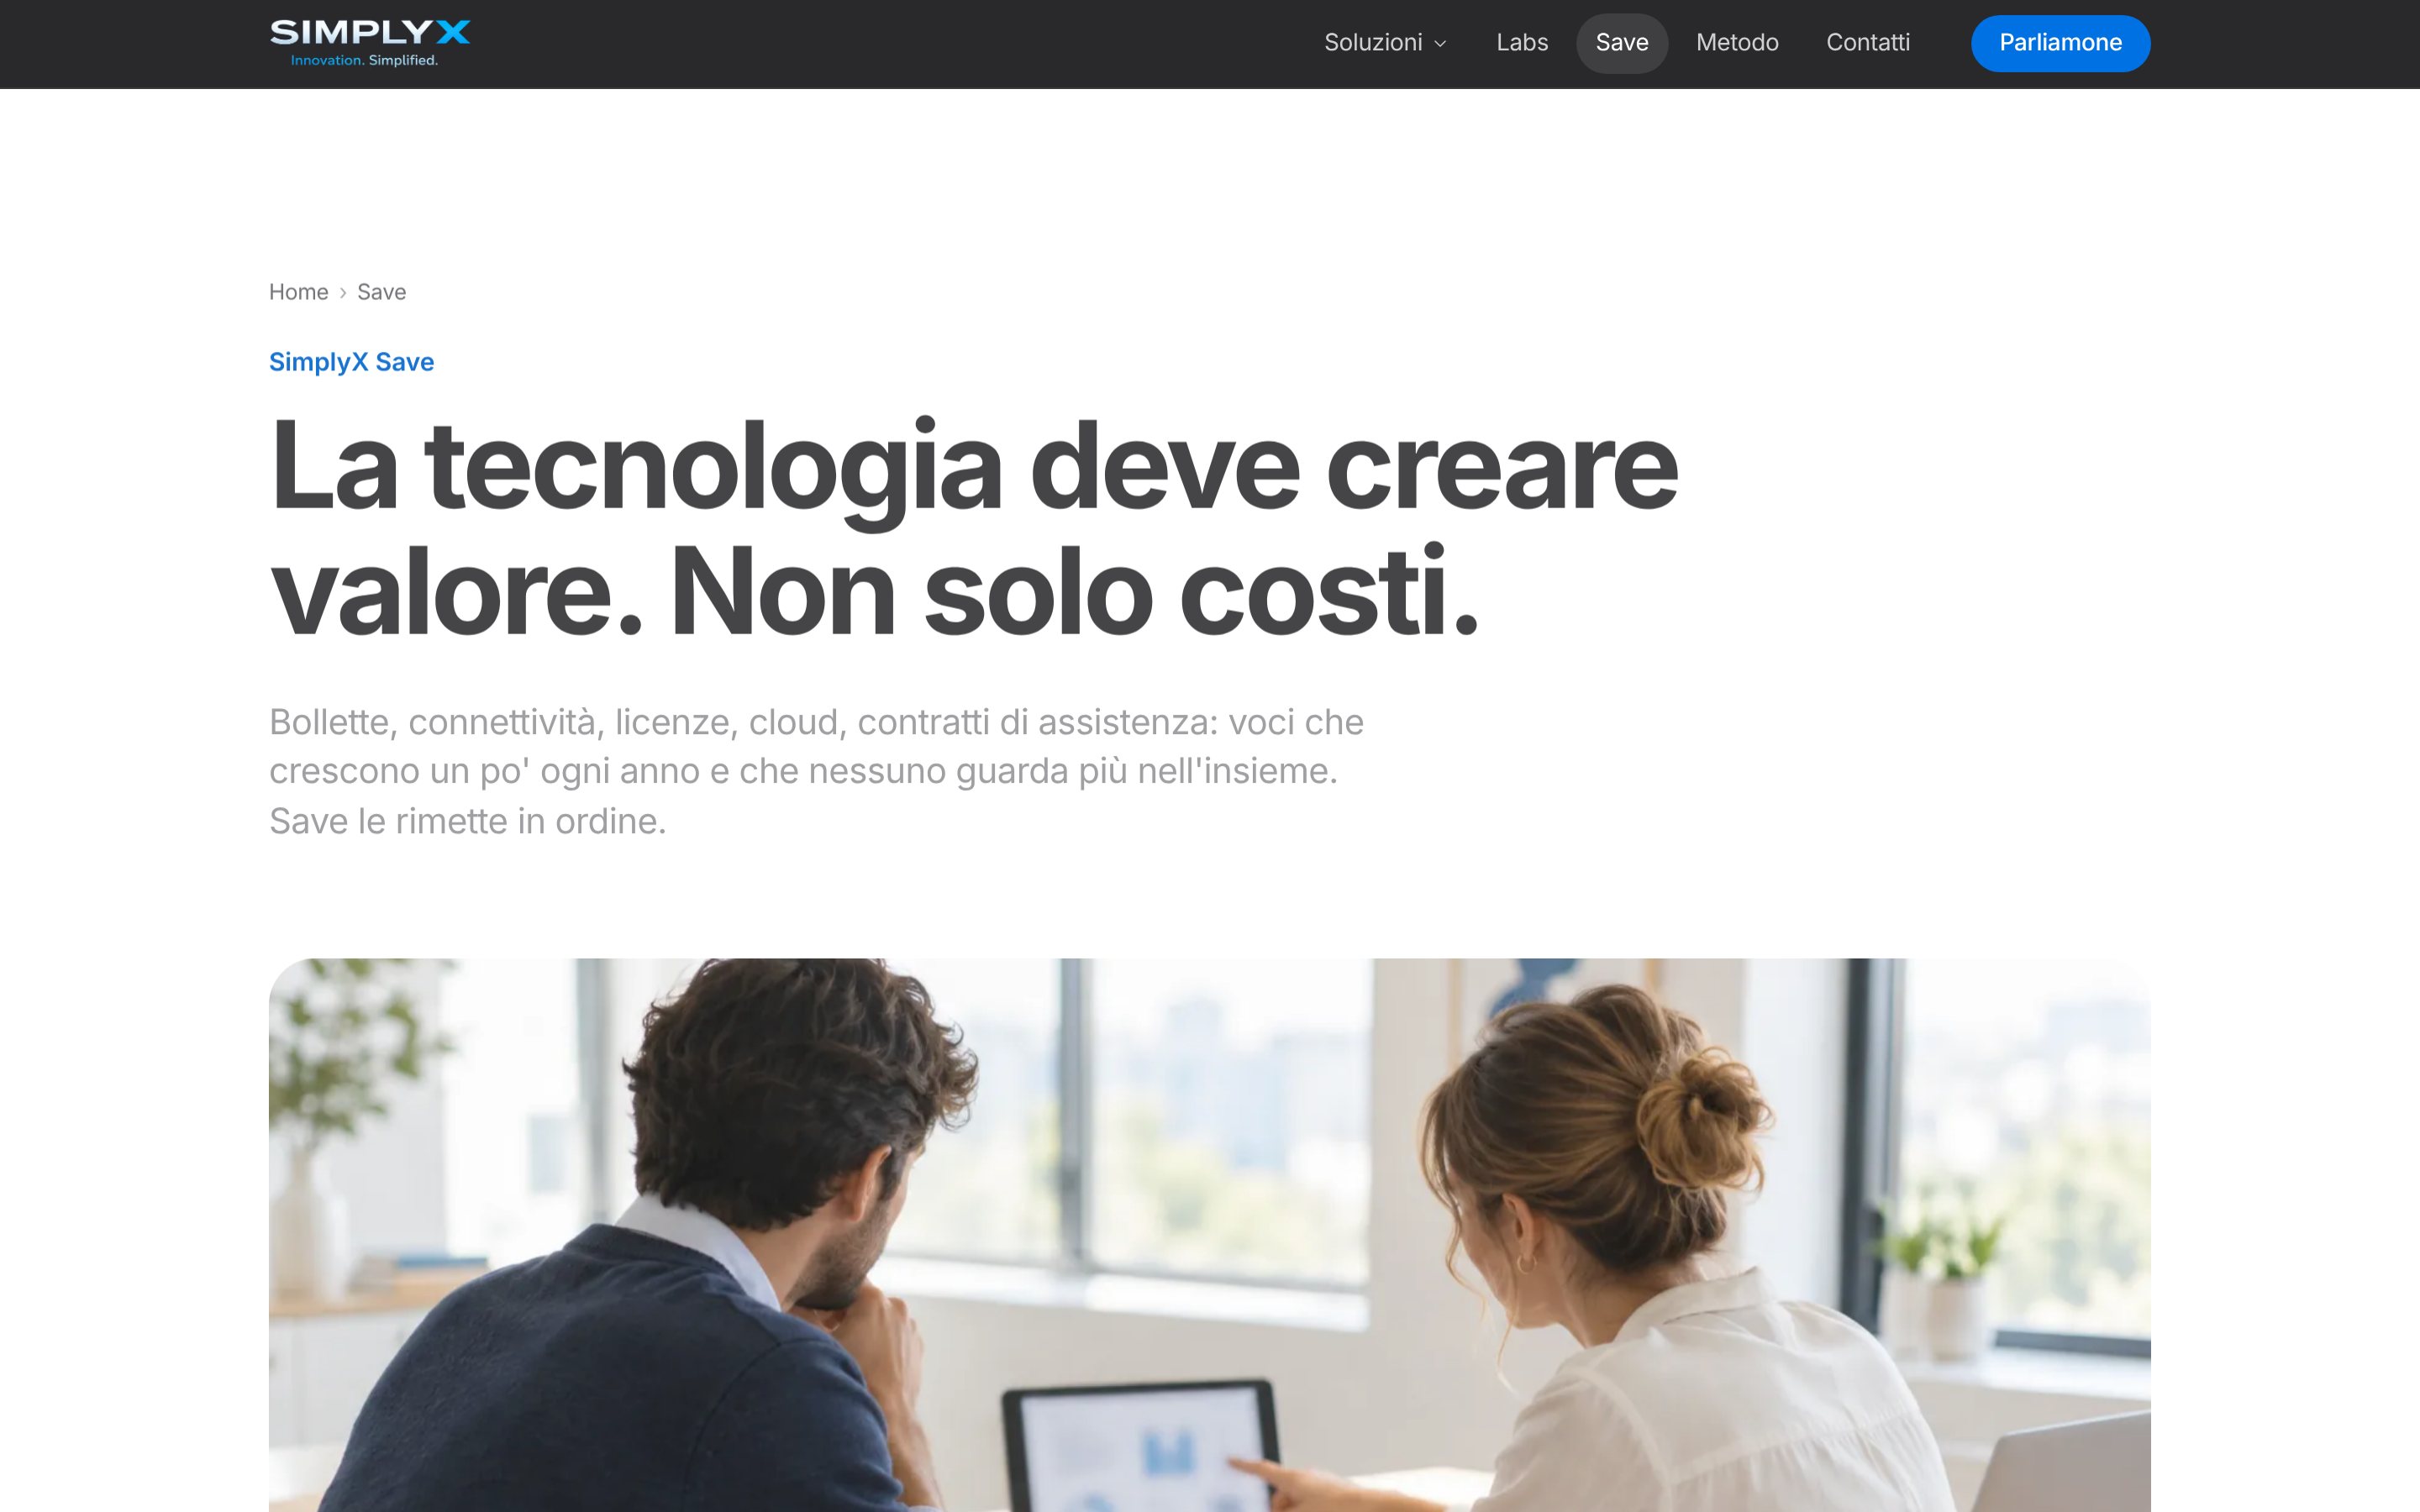 SIMPLYX
Innovation. Simplified.
Soluzioni
Labs
Save
Metodo
Contatti
Parliamone
Home › Save
SimplyX Save
La tecnologia deve creare
valore. Non solo costi.
Bollette, connettività, licenze, cloud, contratti di assistenza: voci che
crescono un po' ogni anno e che nessuno guarda più nell'insieme.
Save le rimette in ordine.